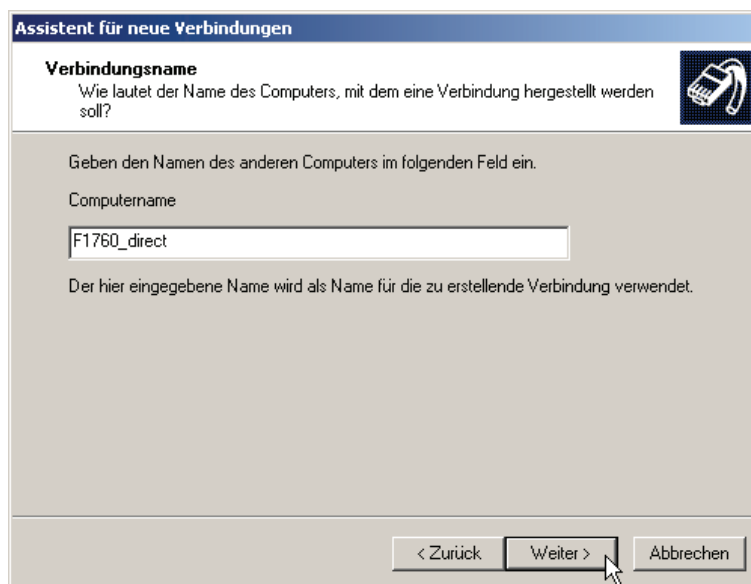 Assistent für neue Verbindungen
Verbindungsname
Wie lautet der Name des Computers, mit dem eine Verbindung hergestellt werden
soll?
Geben den Namen des anderen Computers im folgenden Feld ein.
Computername
F1760_direct
Der hier eingegebene Name wird als Name für die zu erstellende Verbindung verwendet.
< Zurück Weiter > Abbrechen